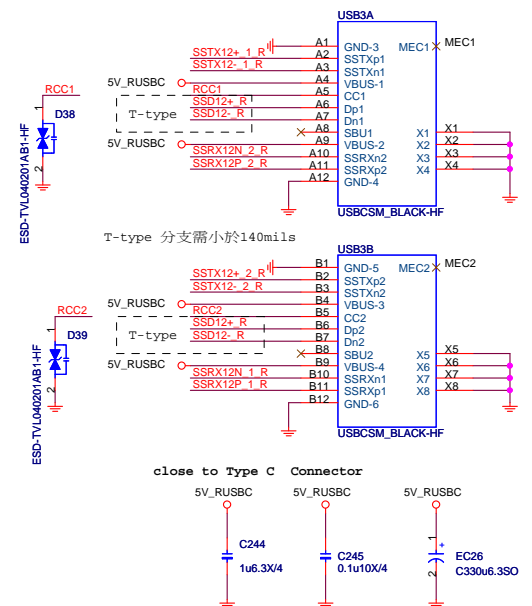 USB3A
A1 GND-3 MEC1 MEC1
SSTX12+_1_R A2 SSTXp1
SSTX12-_1_R A3 SSTXn1
5V_RUSBC A4 VBUS-1
RCC1 RCC1 A5 CC1
SSD12+_R A6 Dp1
T-type SSD12-_R A7 Dn1
A8 SBU1 X1 X1
5V_RUSBC A9 VBUS-2 X2 X2
SSRX12N_2_R A10 SSRXn2 X3 X3
SSRX12P_2_R A11 SSRXp2 X4 X4
A12 GND-4
1 D38
2
ESD-TVL040201AB1-HF
USBCSM_BLACK-HF
T-type 分支需小於140mils
USB3B
B1 GND-5 MEC2 MEC2
SSTX12+_2_R B2 SSTXp2
SSTX12-_2_R B3 SSTXn2
5V_RUSBC B4 VBUS-3
RCC2 RCC2 B5 CC2
SSD12+_R B6 Dp2
T-type SSD12-_R B7 Dn2
B8 SBU2 X5 X5
5V_RUSBC B9 VBUS-4 X6 X6
SSRX12N_1_R B10 SSRXn1 X7 X7
SSRX12P_1_R B11 SSRXp1 X8 X8
B12 GND-6
1 D39
2
ESD-TVL040201AB1-HF
USBCSM_BLACK-HF
close to Type C Connector
5V_RUSBC 5V_RUSBC 5V_RUSBC
C244
1u6.3X/4
C245
0.1u10X/4
1 +
2
EC26
C330u6.3SO